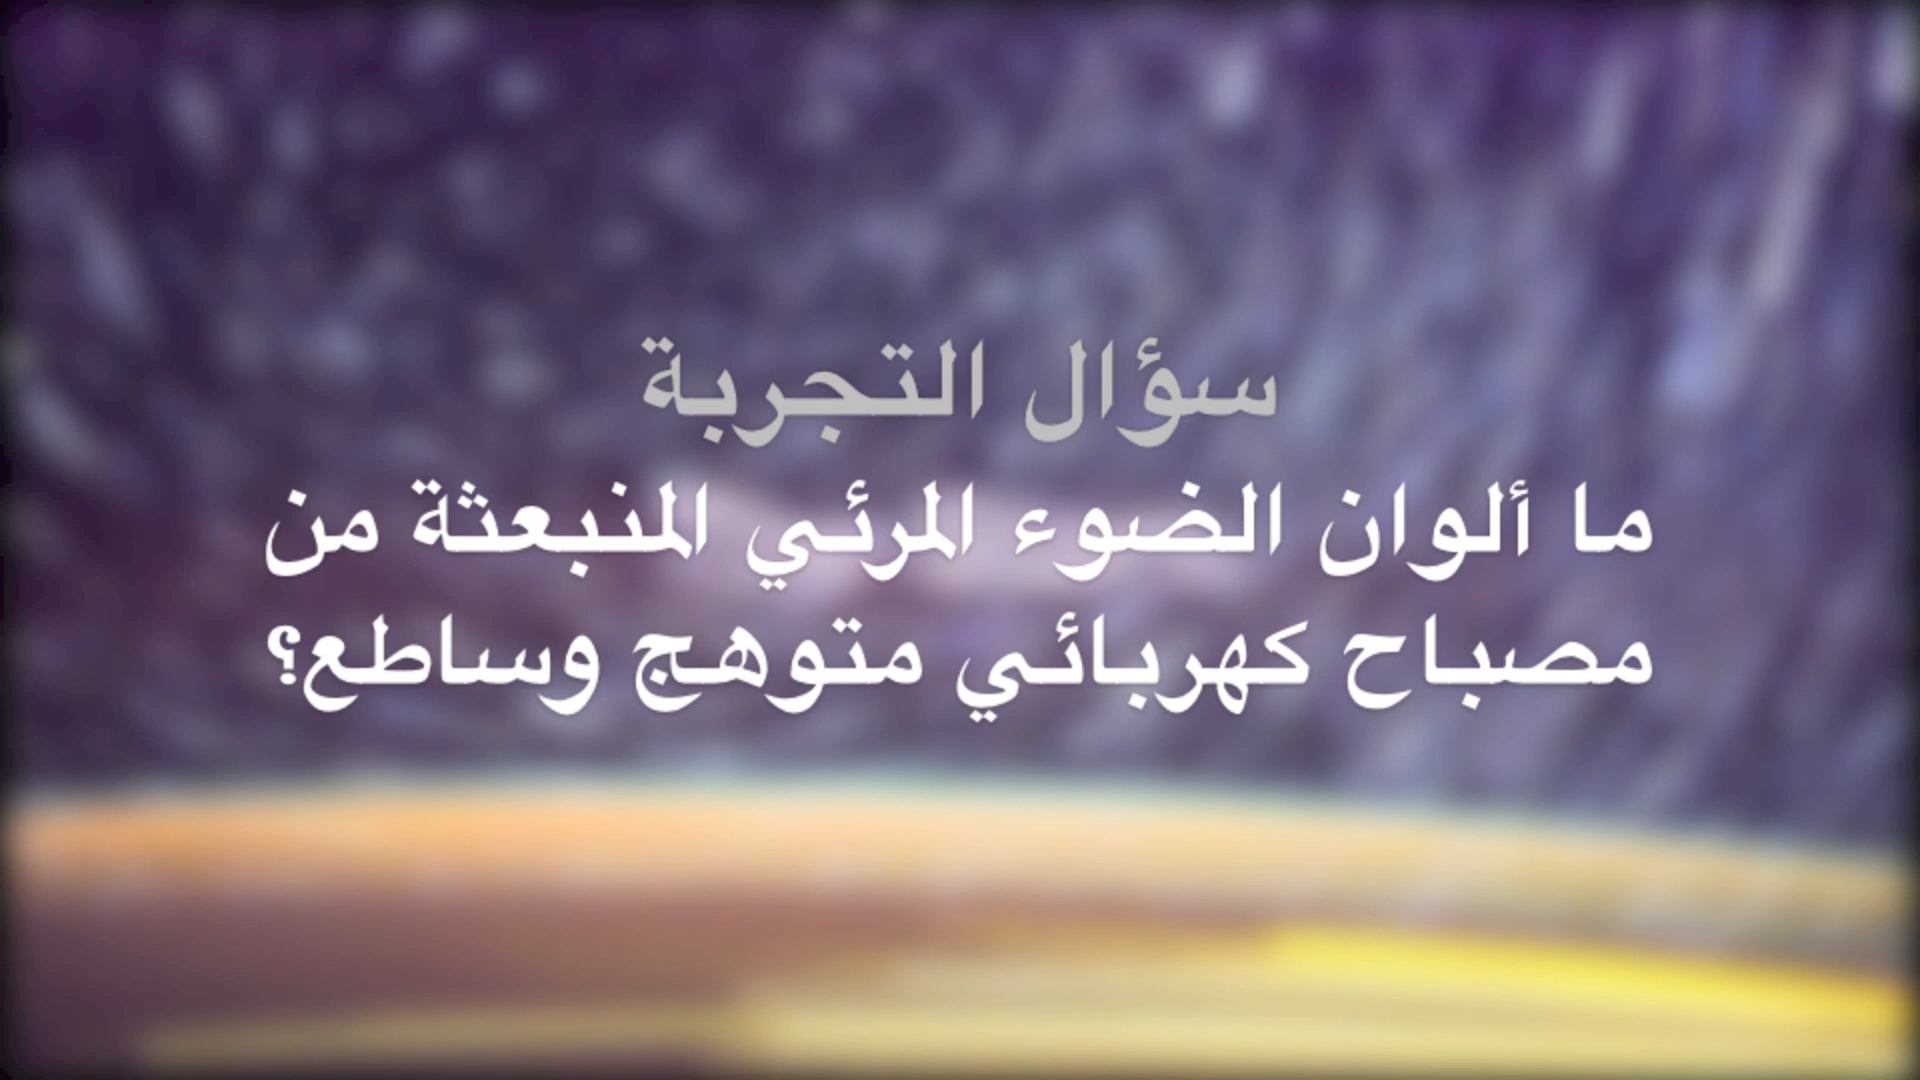 سؤال التجربة
ما ألوان الضوء المرئي المنبعثة من
مصباح كهربائي متوهج وساطع؟